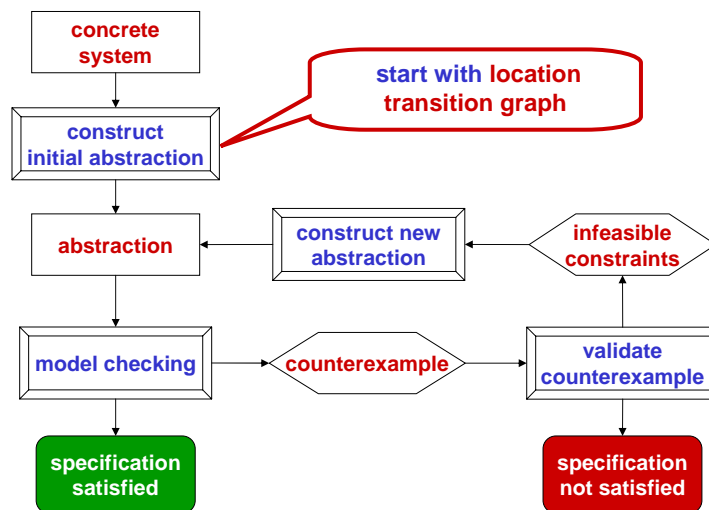 concrete
system
start with location
transition graph
construct
initial abstraction
abstraction
construct new
abstraction
infeasible
constraints
model checking
counterexample
validate
counterexample
specification
satisfied
specification
not satisfied